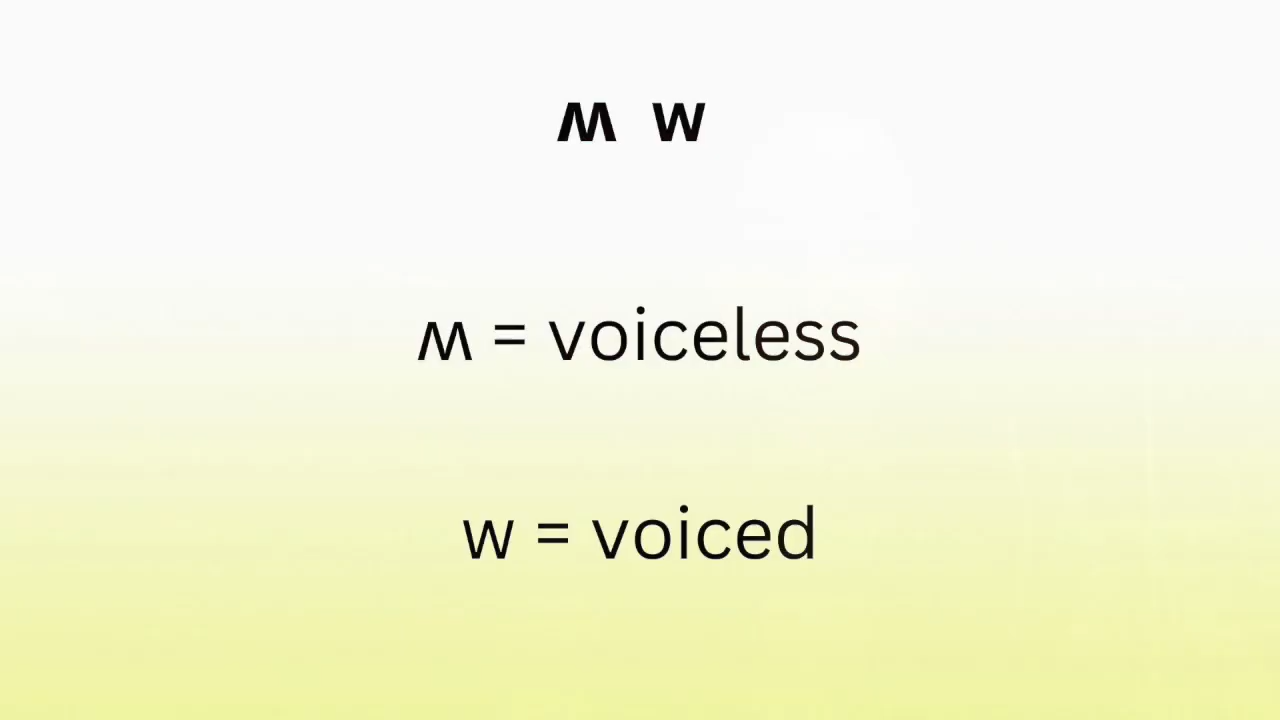 ʍ w
ʍ = voiceless
w = voiced